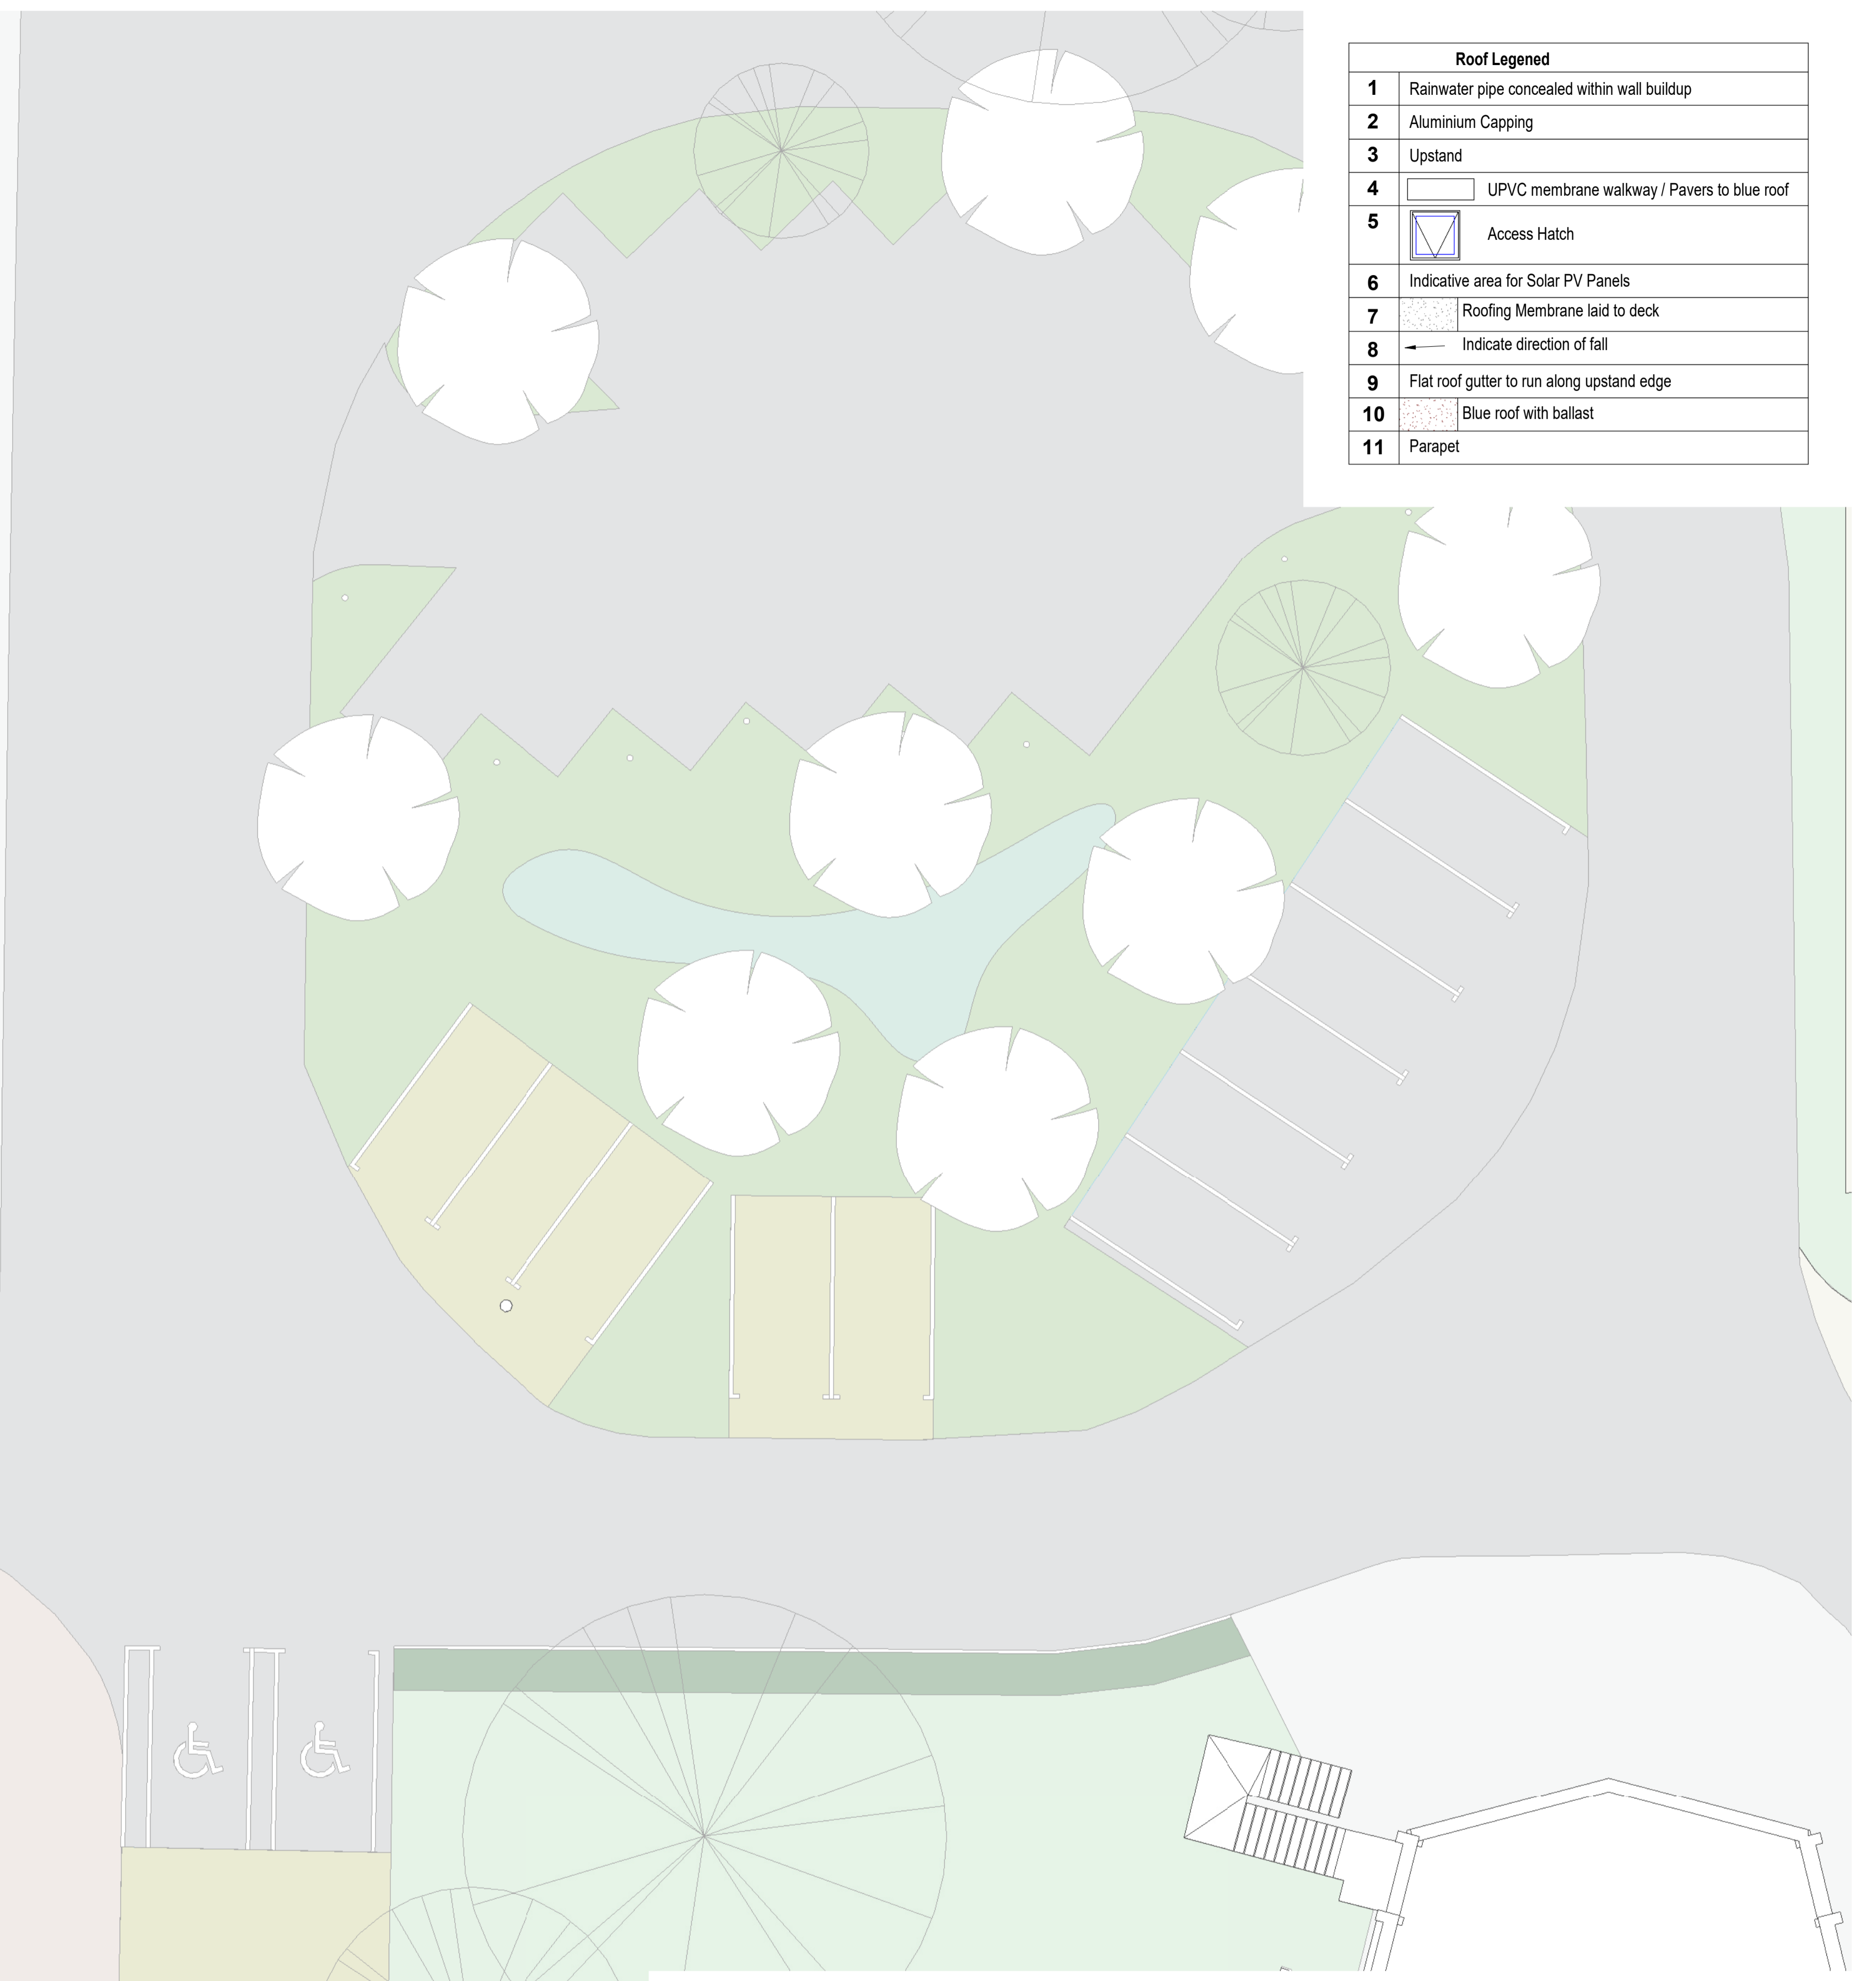 Roof Legened
1 Rainwater pipe concealed within wall buildup
2 Aluminium Capping
3 Upstand
4 UPVC membrane walkway / Pavers to blue roof
5 Access Hatch
6 Indicative area for Solar PV Panels
7 Roofing Membrane laid to deck
8 Indicate direction of fall
9 Flat roof gutter to run along upstand edge
10 Blue roof with ballast
11 Parapet